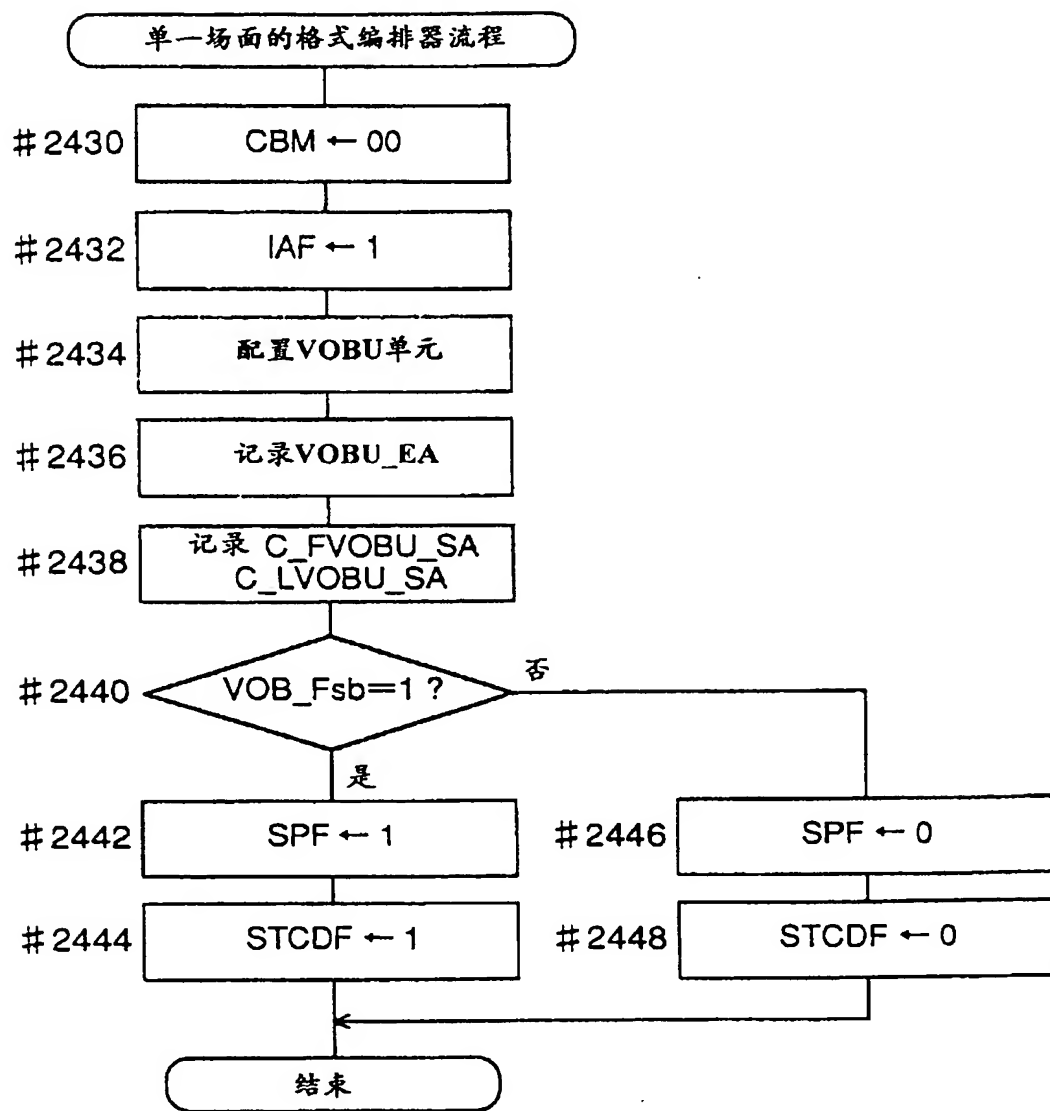 单一场面的格式编排器流程
#2430
CBM ← 00
#2432
IAF ← 1
#2434
配置VOBU单元
#2436
记录VOBU_EA
#2438
记录 C_FVOBU_SA
C_LVOBU_SA
#2440
VOB_Fsb=1 ?
否
是
#2442
SPF ← 1
#2446
SPF ← 0
#2444
STCDF ← 1
#2448
STCDF ← 0
结束